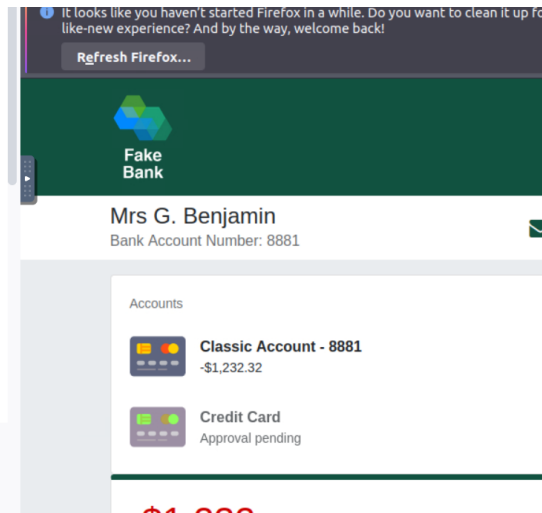 It looks like you haven't started Firefox in a while. Do you want to clean it up fo
like-new experience? And by the way, welcome back!
Refresh Firefox...
Fake
Bank
Mrs G. Benjamin
Bank Account Number: 8881
Accounts
Classic Account - 8881
-$1,232.32
Credit Card
Approval pending